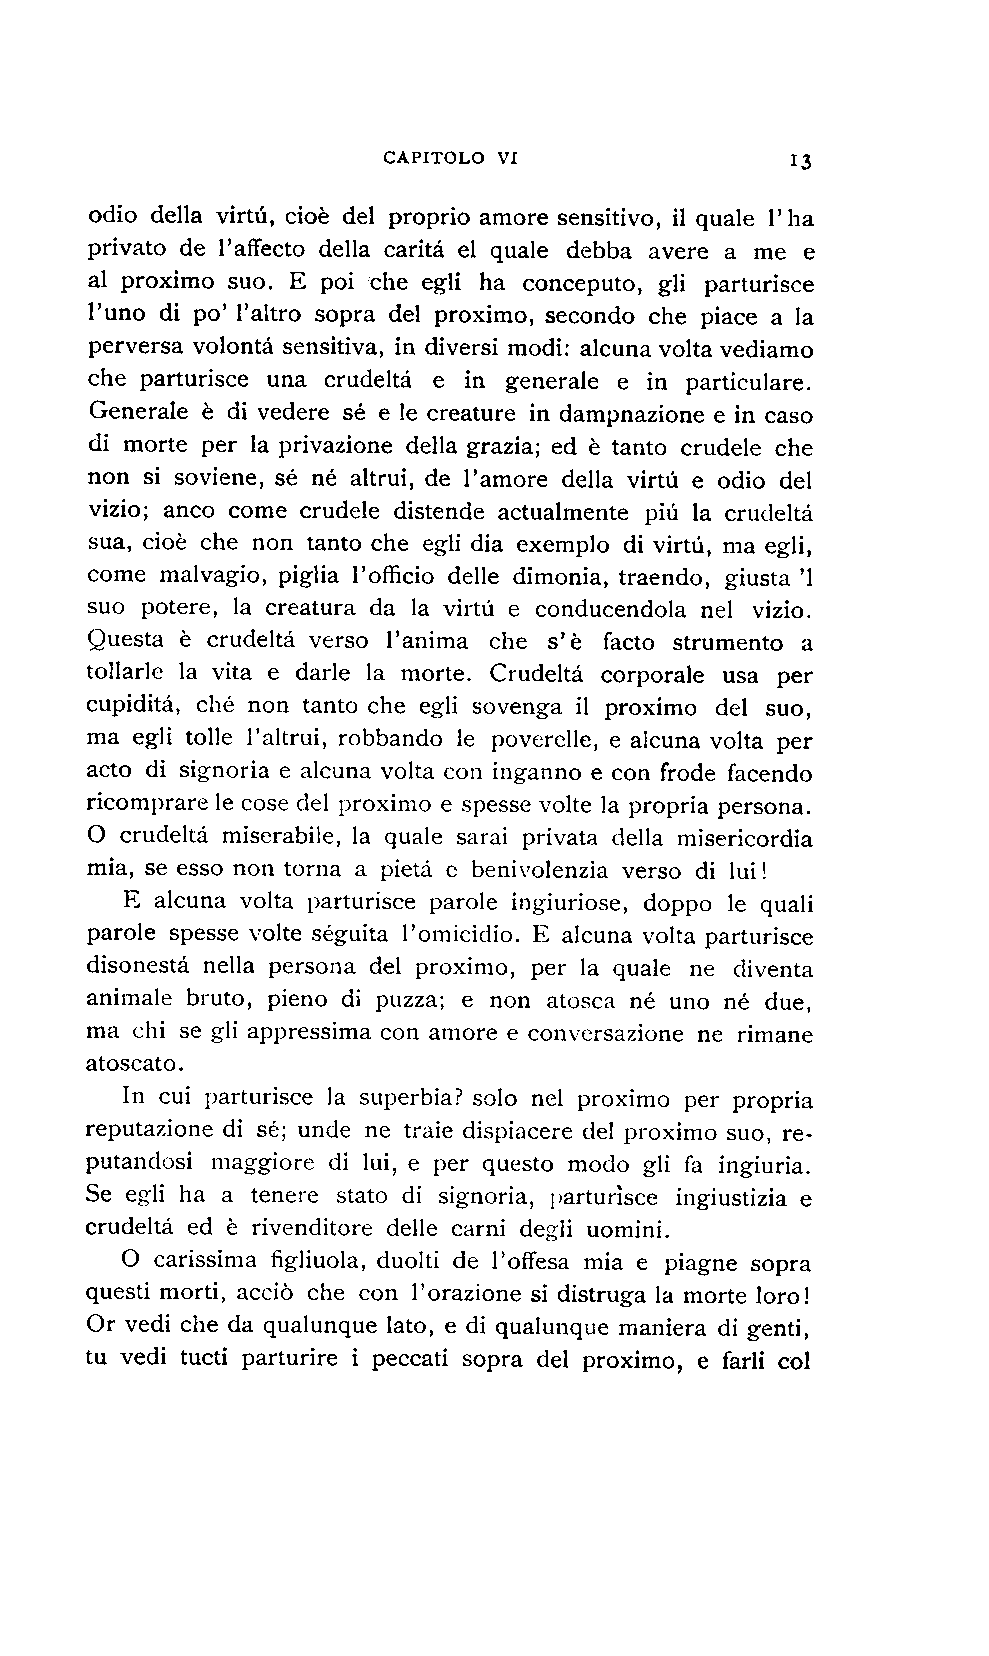 CAPITOLO VI 13
odio della virtú, cioè del proprio amore sensitivo, il quale l'ha
privato de l'affecto della caritá el quale debba avere a me e
al proximo suo. E poi che egli ha conceputo, gli parturisce
l'uno di po' l'altro sopra del proximo, secondo che piace a la
perversa volontá sensitiva, in diversi modi: alcuna volta vediamo
che parturisce una crudeltá e in generale e in particulare.
Generale è di vedere sé e le creature in dampnazione e in caso
di morte per la privazione della grazia; ed è tanto crudele che
non si soviene, sé né altrui, de l'amore della virtú e odio del
vizio; anco come crudele distende actualmente piú la crudeltá
sua, cioè che non tanto che egli dia exemplo di virtú, ma egli,
come malvagio, piglia l'officio delle dimonia, traendo, giusta 'l
suo potere, la creatura da la virtú e conducendola nel vizio.
Questa è crudeltá verso l'anima che s'è facto strumento a
tollarle la vita e darle la morte. Crudeltá corporale usa per
cupiditá, ché non tanto che egli sovenga il proximo del suo,
ma egli tolle l'altrui, robbando le poverelle, e alcuna volta per
acto di signoria e alcuna volta con inganno e con frode facendo
ricomprare le cose del proximo e spesse volte la propria persona.
O crudeltá miserabile, la quale sarai privata della misericordia
mia, se esso non torna a pietá e benivolenzia verso di lui!
E alcuna volta parturisce parole ingiuriose, doppo le quali
parole spesse volte séguita l'omicidio. E alcuna volta parturisce
disonestá nella persona del proximo, per la quale ne diventa
animale bruto, pieno di puzza; e non atosca né uno né due,
ma chi se gli appressima con amore e conversazione ne rimane
atoscato.
In cui parturisce la superbia? solo nel proximo per propria
reputazione di sé; unde ne traie dispiacere del proximo suo, re-
putandosi maggiore di lui, e per questo modo gli fa ingiuria.
Se egli ha a tenere stato di signoria, parturisce ingiustizia e
crudeltá ed è rivenditore delle carni degli uomini.
O carissima figliuola, duolti de l'offesa mia e piagne sopra
questi morti, acciò che con l'orazione si distruga la morte loro!
Or vedi che da qualunque lato, e di qualunque maniera di genti,
tu vedi tucti parturire i peccati sopra del proximo, e farli col